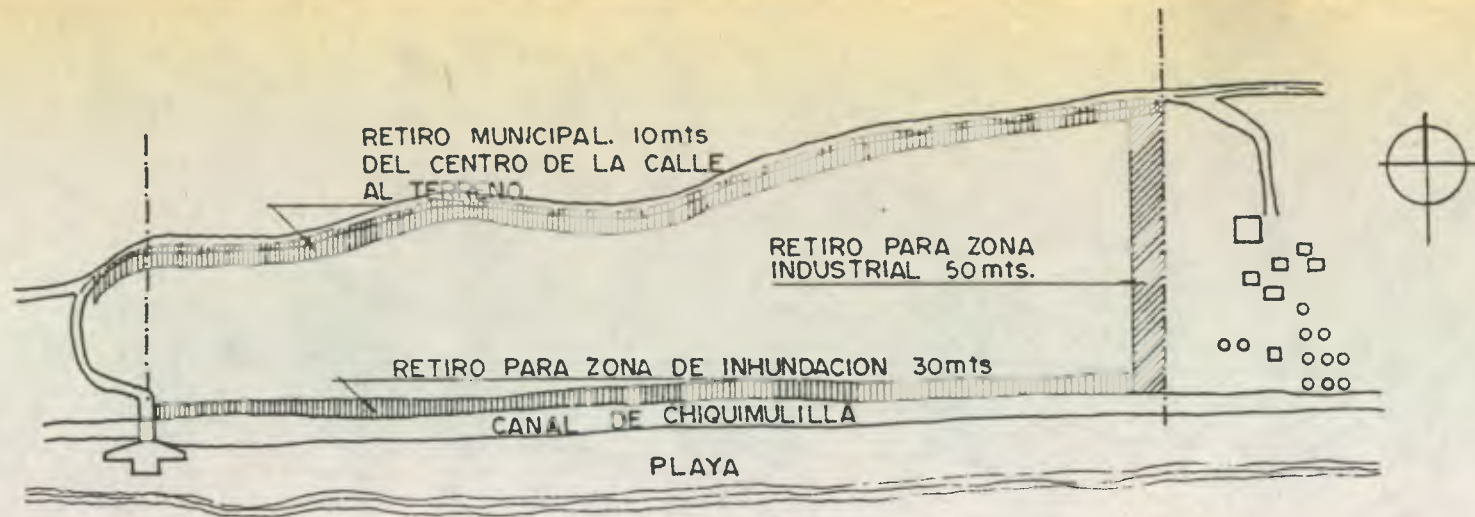 RETIRO MUNICIPAL. 10mts
DEL CENTRO DE LA CALLE
AL TERRENO.
RETIRO PARA ZONA
INDUSTRIAL 50mts.
RETIRO PARA ZONA DE INHUNDACION 30mts
CANAL DE CHIQUIMULILLA
PLAYA